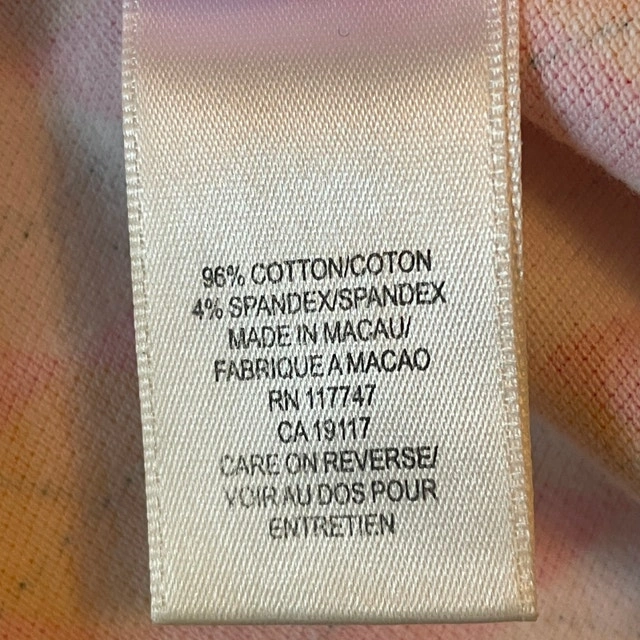 96% COTTON/COTON
4% SPANDEX/SPANDEX
MADE IN MACAU/
FABRIQUE A MACAO
RN 117747
CA 19117
CARE ON REVERSE/
VOIR AU DOS POUR
ENTRETIEN